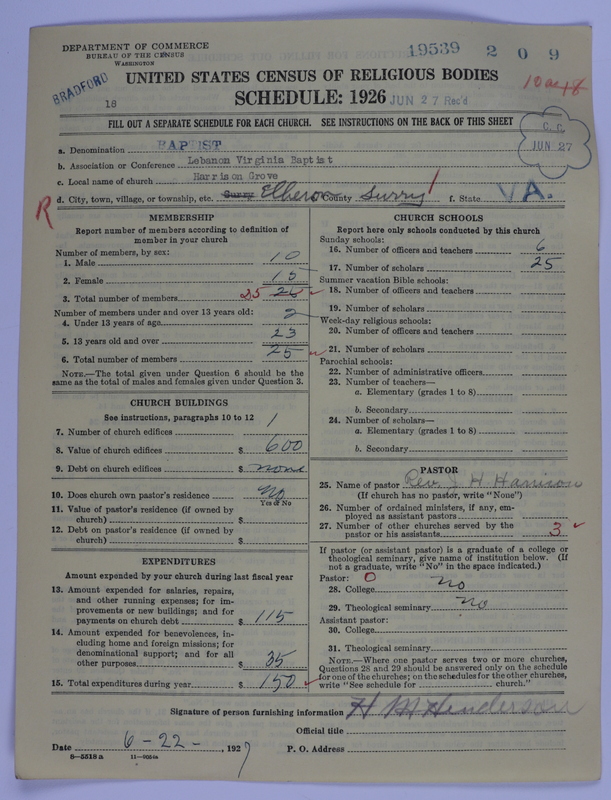 DEPARTMENT OF COMMERCE
BUREAU OF THE CENSUS
WASHINGTON
19539 2 0 9
BRADFORD
UNITED STATES CENSUS OF RELIGIOUS BODIES
18
SCHEDULE: 1926 JUN 27 Rec'd
FILL OUT A SEPARATE SCHEDULE FOR EACH CHURCH. SEE INSTRUCTIONS ON THE BACK OF THIS SHEET
JUN 27
a. Denomination BAPTIST
b. Association or Conference Lebanon Virginia Baptist
c. Local name of church Harrison Grove
d. City, town, village, or township, etc. Surry Elberon County Surry f. State VA.
R
MEMBERSHIP
Report number of members according to definition of
member in your church
Number of members, by sex:
1. Male 10
2. Female 15
3. Total number of members 25 25
Number of members under and over 13 years old:
4. Under 13 years of age 2
5. 13 years old and over 23
6. Total number of members 25
NOTE.—The total given under Question 6 should be the
same as the total of males and females given under Question 3.
CHURCH BUILDINGS
See instructions, paragraphs 10 to 12
7. Number of church edifices 1
8. Value of church edifices $ 600
9. Debt on church edifices $ none
10. Does church own pastor's residence No
Yes or No
11. Value of pastor's residence (if owned by
church) $
12. Debt on pastor's residence (if owned by
church) $
EXPENDITURES
Amount expended by your church during last fiscal year
13. Amount expended for salaries, repairs,
and other running expenses; for im-
provements or new buildings; and for
payments on church debt $ 115
14. Amount expended for benevolences, in-
cluding home and foreign missions; for
denominational support; and for all
other purposes $ 35
15. Total expenditures during year $ 150
CHURCH SCHOOLS
Report here only schools conducted by this church
Sunday schools:
16. Number of officers and teachers 6
17. Number of scholars 25
Summer vacation Bible schools:
18. Number of officers and teachers
19. Number of scholars
Week-day religious schools:
20. Number of officers and teachers
21. Number of scholars
Parochial schools:
22. Number of administrative officers
23. Number of teachers—
a. Elementary (grades 1 to 8)
b. Secondary
24. Number of scholars—
a. Elementary (grades 1 to 8)
b. Secondary
PASTOR
25. Name of pastor Rev. J. H. Harrison
(If church has no pastor, write "None")
26. Number of ordained ministers, if any, em-
ployed as assistant pastors
27. Number of other churches served by the
pastor or his assistants 3
If pastor (or assistant pastor) is a graduate of a college or
theological seminary, give name of institution below. (If
not a graduate, write "No" in the space indicated.)
Pastor: 0
28. College no
29. Theological seminary no
Assistant pastor:
30. College
31. Theological seminary
NOTE.—Where one pastor serves two or more churches,
Questions 28 and 29 should be answered only on the schedule
for one of the churches; on the schedules for the other churches,
write "See schedule for church."
Signature of person furnishing information H M Henderson
Official title
Date 6-22-, 1927 P. O. Address
8—5518 a 11—9054a